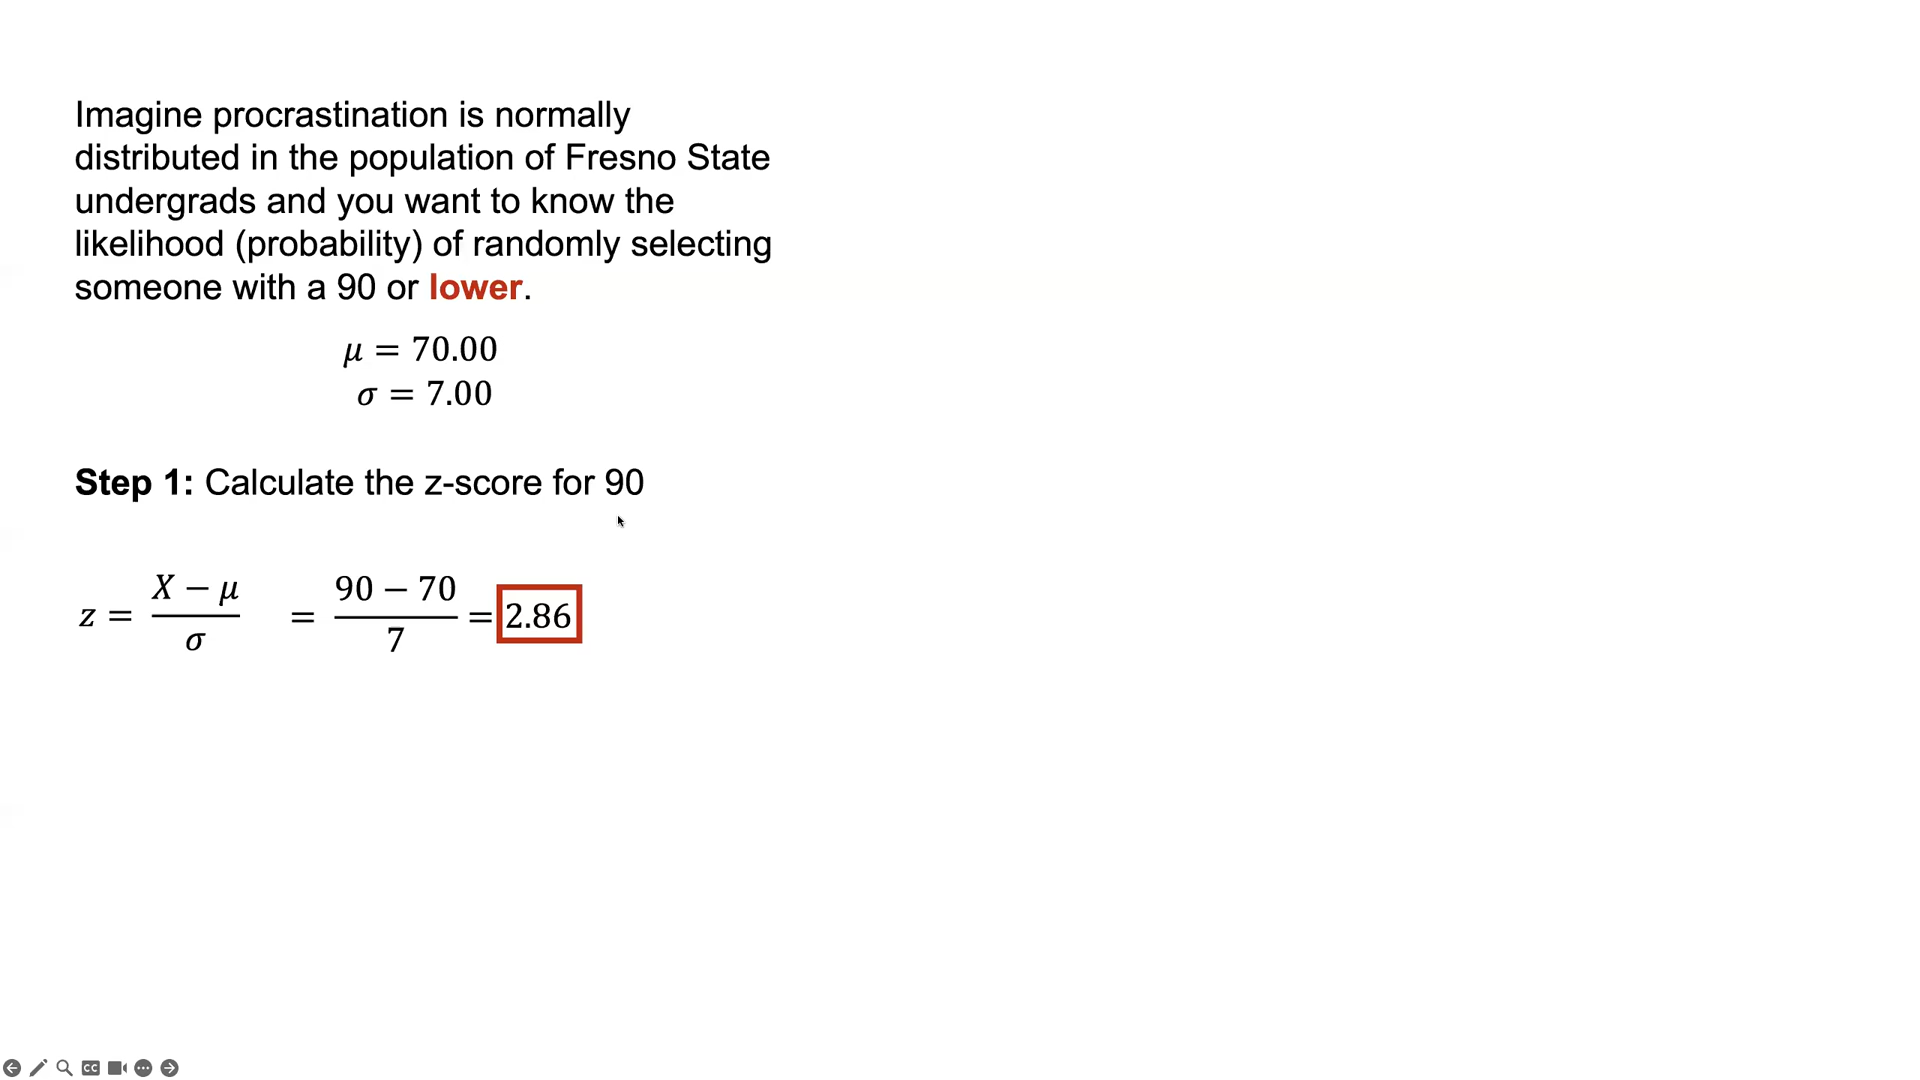 Imagine procrastination is normally
distributed in the population of Fresno State
undergrads and you want to know the
likelihood (probability) of randomly selecting
someone with a 90 or lower.
μ = 70.00
σ = 7.00
Step 1: Calculate the z-score for 90
z = (X − μ) / σ = (90 − 70) / 7 = 2.86
CC